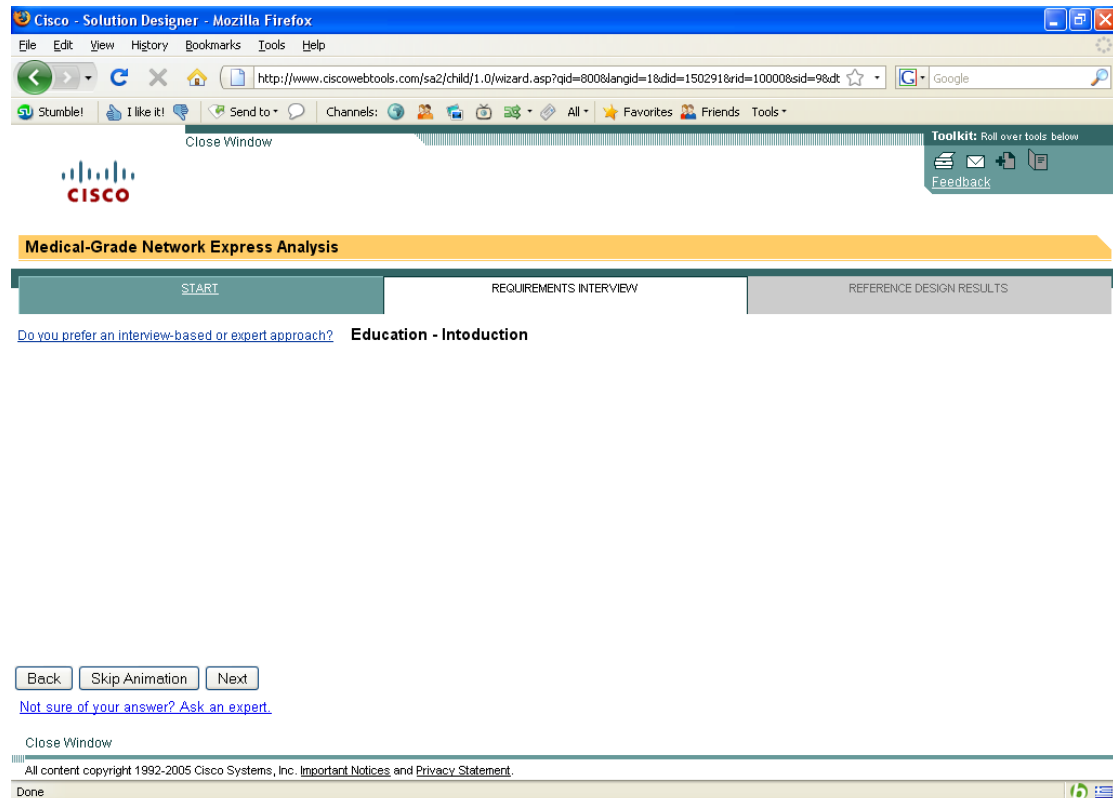 Cisco - Solution Designer - Mozilla Firefox
File Edit View History Bookmarks Tools Help
http://www.ciscowebtools.com/sa2/child/1.0/wizard.asp?qid=800&langid=1&did=150291&rid=10000&sid=9&dt
G Google
Stumble! I like it! Send to Channels: All Favorites Friends Tools
Close Window
Toolkit: Roll over tools below
Feedback
CISCO
Medical-Grade Network Express Analysis
START REQUIREMENTS INTERVIEW REFERENCE DESIGN RESULTS
Do you prefer an interview-based or expert approach? Education - Intoduction
Back Skip Animation Next
Not sure of your answer? Ask an expert.
Close Window
All content copyright 1992-2005 Cisco Systems, Inc. Important Notices and Privacy Statement.
Done